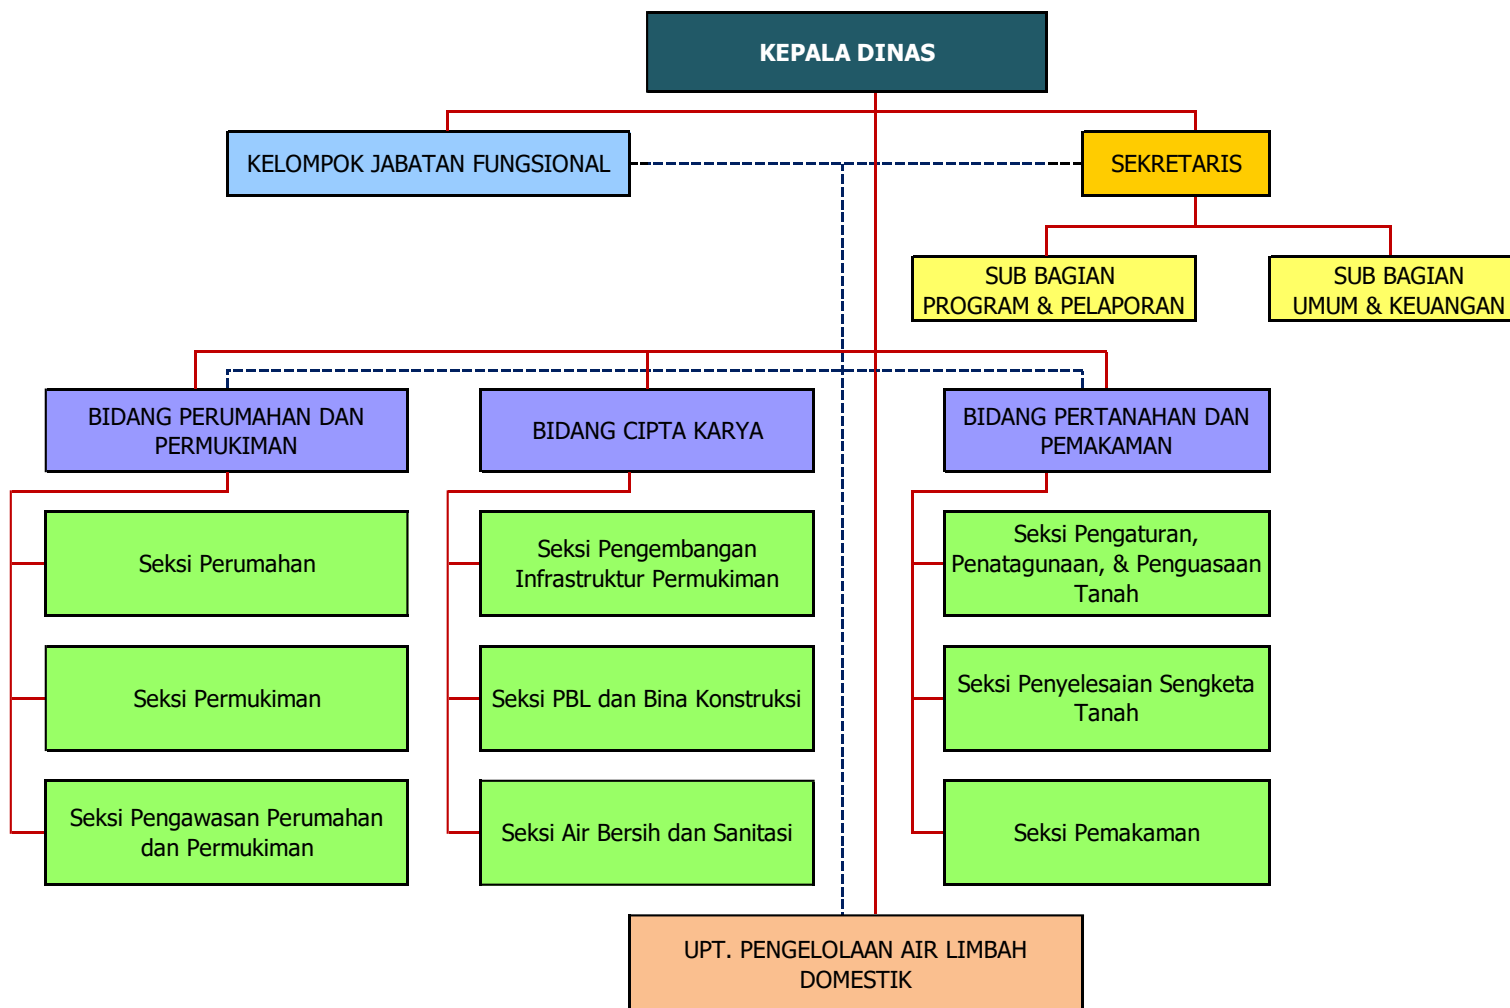 KEPALA DINAS
KELOMPOK JABATAN FUNGSIONAL
SEKRETARIS
SUB BAGIAN
PROGRAM & PELAPORAN
SUB BAGIAN
UMUM & KEUANGAN
BIDANG PERUMAHAN DAN
PERMUKIMAN
BIDANG CIPTA KARYA
BIDANG PERTANAHAN DAN
PEMAKAMAN
Seksi Perumahan
Seksi Pengembangan
Infrastruktur Permukiman
Seksi Pengaturan,
Penatagunaan, & Penguasaan
Tanah
Seksi Permukiman
Seksi PBL dan Bina Konstruksi
Seksi Penyelesaian Sengketa
Tanah
Seksi Pengawasan Perumahan
dan Permukiman
Seksi Air Bersih dan Sanitasi
Seksi Pemakaman
UPT. PENGELOLAAN AIR LIMBAH
DOMESTIK